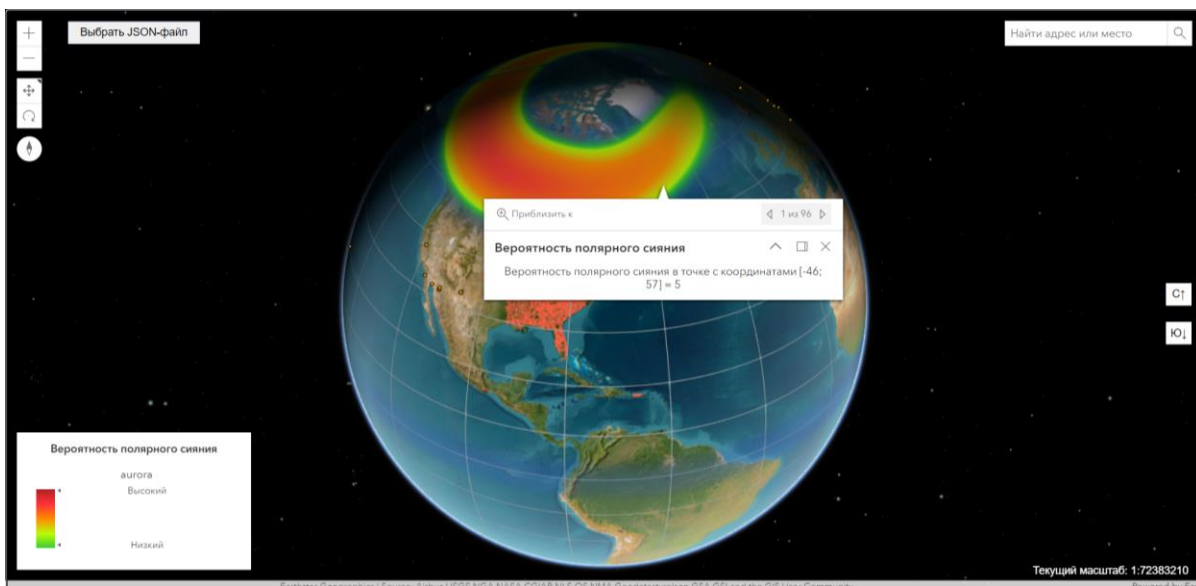 Выбрать JSON-файл
Найти адрес или место
Приблизить к
1 из 96
Вероятность полярного сияния
Вероятность полярного сияния в точке с координатами [-46;
57] = 5
С↑
Ю↓
Вероятность полярного сияния
aurora
Высокий
Низкий
Текущий масштаб: 1:72383210